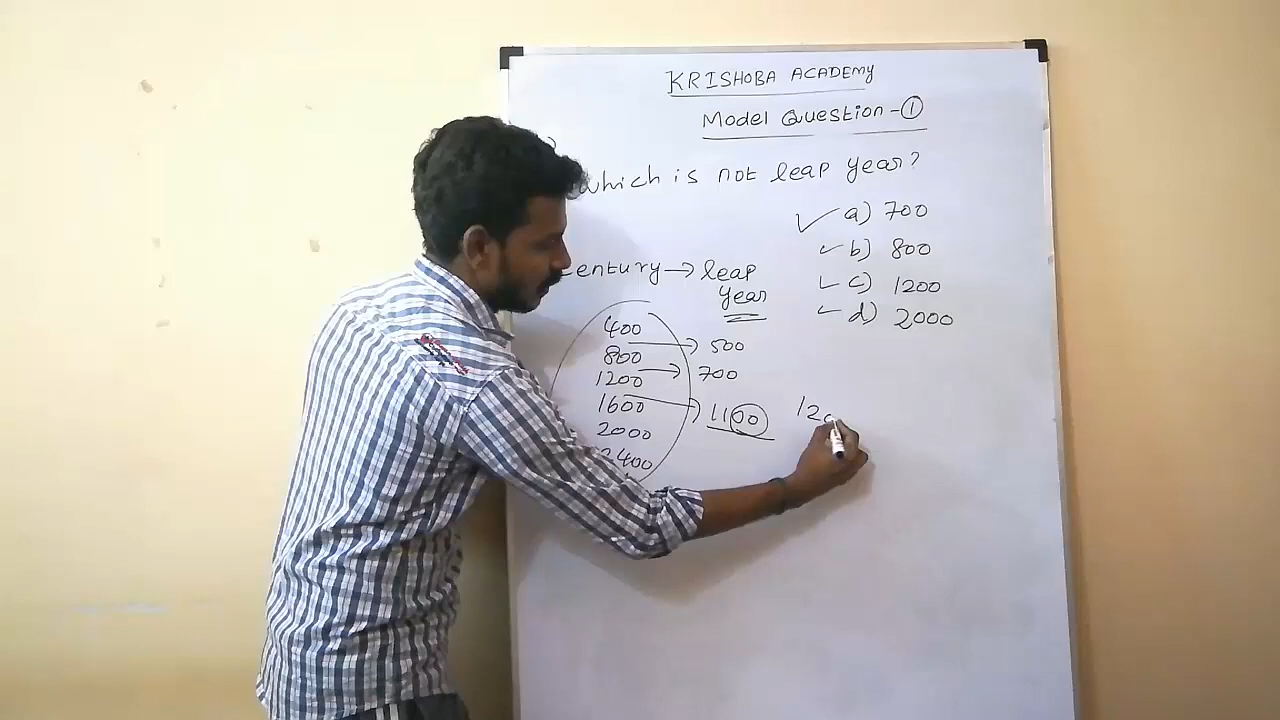 KRISHOBA ACADEMY
Model Question - 1
which is not leap year?
a) 700
b) 800
c) 1200
d) 2000
entury → leap
year
400
800
1200
1600
2000
2400
→ 500
→ 700
→ 1100
120